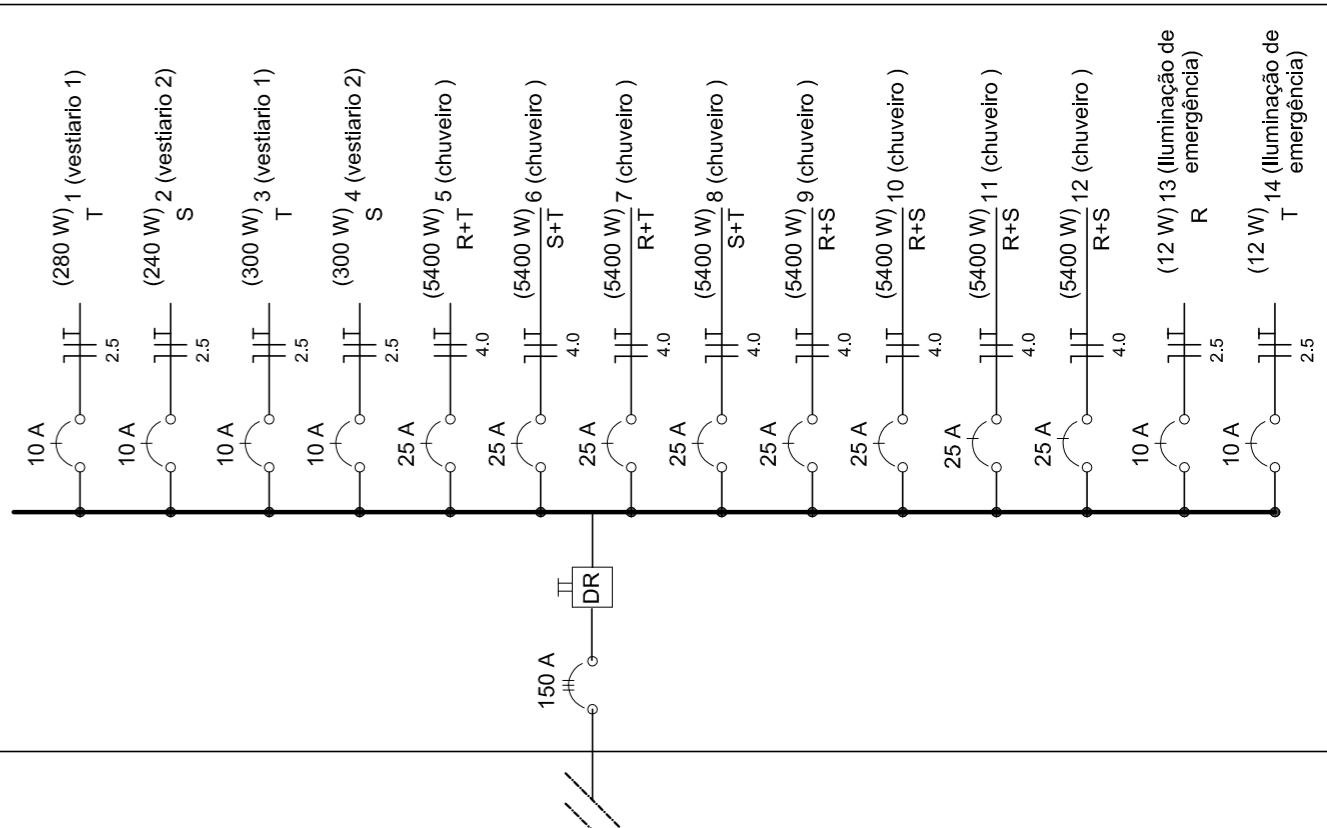 10 A
2.5
(280 W)
1 (vestiario 1)
T
10 A
2.5
(240 W)
2 (vestiario 2)
S
10 A
2.5
(300 W)
3 (vestiario 1)
T
10 A
2.5
(300 W)
4 (vestiario 2)
S
25 A
4.0
(5400 W)
5 (chuveiro )
R+T
25 A
4.0
(5400 W)
6 (chuveiro )
S+T
25 A
4.0
(5400 W)
7 (chuveiro )
R+T
25 A
4.0
(5400 W)
8 (chuveiro )
S+T
25 A
4.0
(5400 W)
9 (chuveiro )
R+S
25 A
4.0
(5400 W)
10 (chuveiro )
R+S
25 A
4.0
(5400 W)
11 (chuveiro )
R+S
25 A
4.0
(5400 W)
12 (chuveiro )
R+S
10 A
2.5
(12 W)
13 (Iluminação de
emergência)
R
10 A
2.5
(12 W)
14 (Iluminação de
emergência)
T
DR
150 A